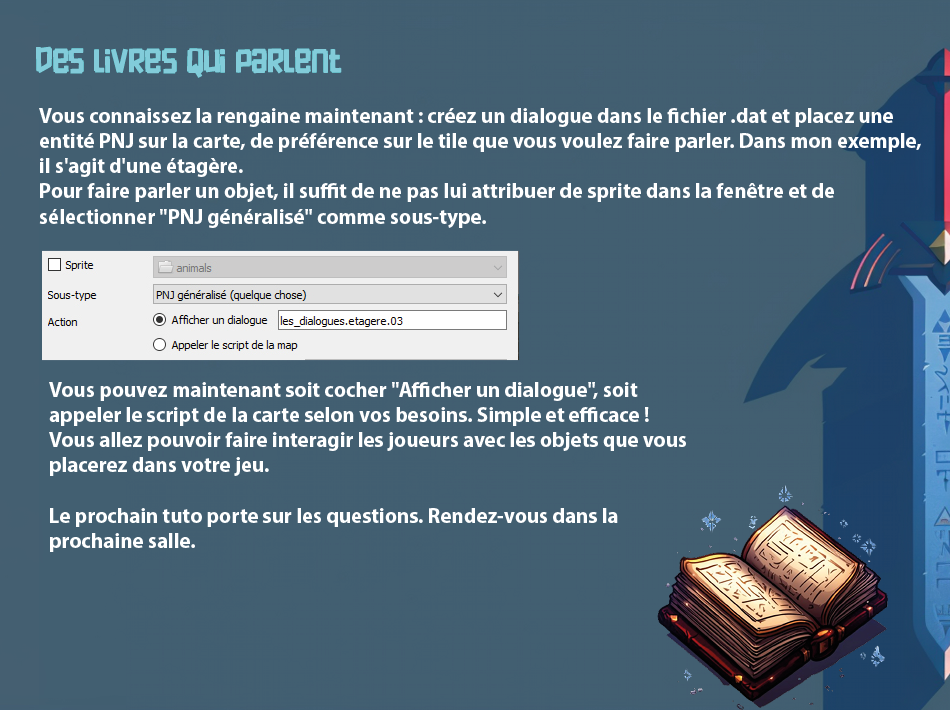 Des livres qui parlent
Vous connaissez la rengaine maintenant : créez un dialogue dans le fichier .dat et placez une
entité PNJ sur la carte, de préférence sur le tile que vous voulez faire parler. Dans mon exemple,
il s'agit d'une étagère.
Pour faire parler un objet, il suffit de ne pas lui attribuer de sprite dans la fenêtre et de
sélectionner "PNJ généralisé" comme sous-type.
Sprite
animals
Sous-type
PNJ généralisé (quelque chose)
Action
Afficher un dialogue
les_dialogues.etagere.03
Appeler le script de la map
Vous pouvez maintenant soit cocher "Afficher un dialogue", soit
appeler le script de la carte selon vos besoins. Simple et efficace !
Vous allez pouvoir faire interagir les joueurs avec les objets que vous
placerez dans votre jeu.
Le prochain tuto porte sur les questions. Rendez-vous dans la
prochaine salle.